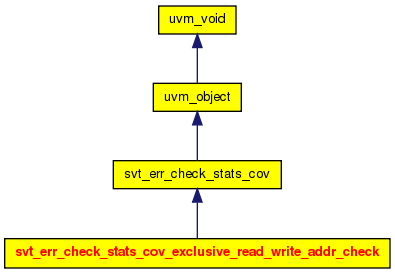 uvm_void
uvm_object
svt_err_check_stats_cov
svt_err_check_stats_cov_exclusive_read_write_addr_check